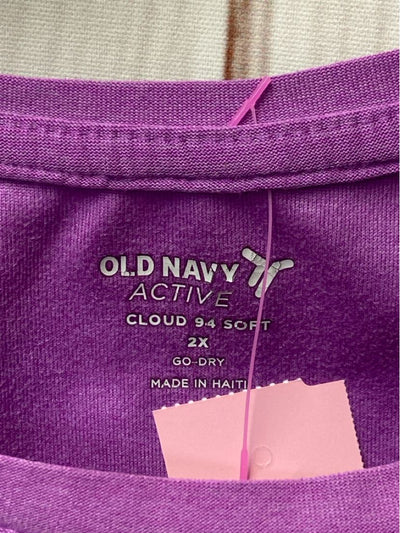 OLD NAVY
ACTIVE
CLOUD 94 SOFT
2X
GO-DRY
MADE IN HAITI